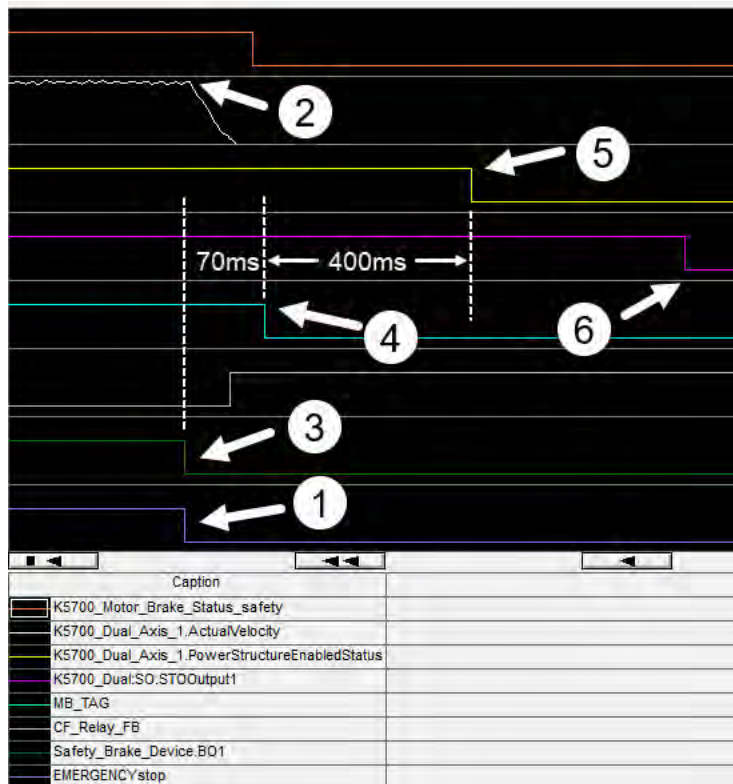 2
5
70ms
400ms
4
6
3
1
Caption
K5700_Motor_Brake_Status_safety
K5700_Dual_Axis_1.ActualVelocity
K5700_Dual_Axis_1.PowerStructureEnabledStatus
K5700_Dual:SO.STOOutput1
MB_TAG
CF_Relay_FB
Safety_Brake_Device.BO1
EMERGENCYstop